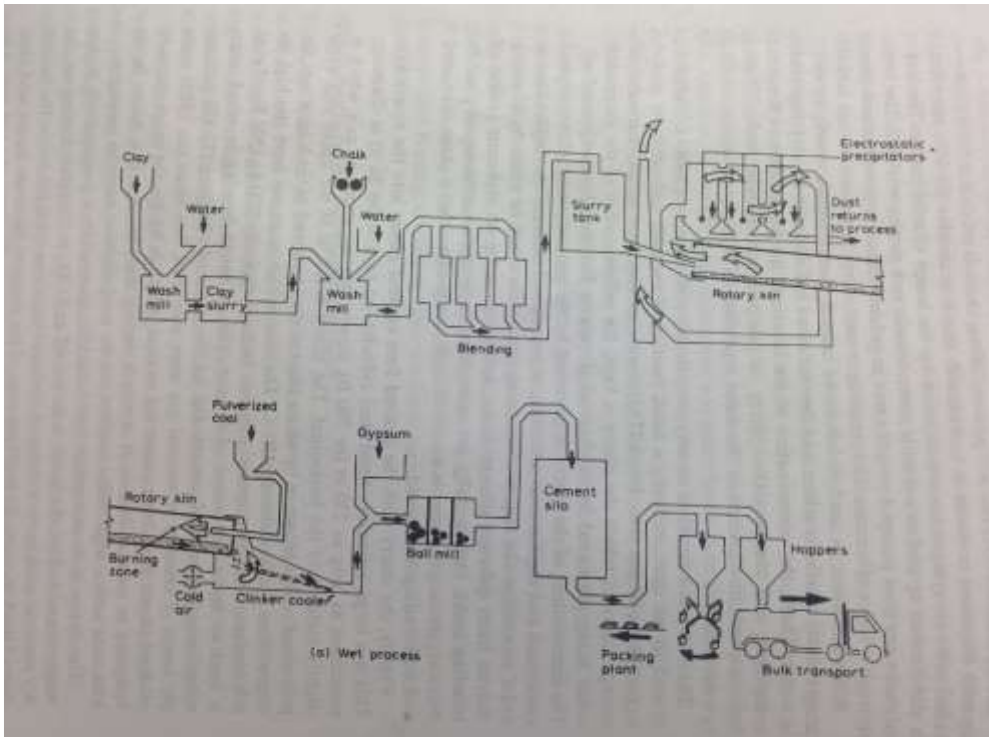 Clay
Water
Wash
mill
Clay
slurry
Chalk
Water
Wash
mill
Blending
Slurry
tank
Electrostatic
precipitators
Dust
returns
to process
Rotary kiln
Pulverized
coal
Rotary kiln
Burning
zone
Cold
air
Clinker cooler
Gypsum
Ball mill
Cement
silo
Hoppers
Packing
plant
Bulk transport
(a) Wet process